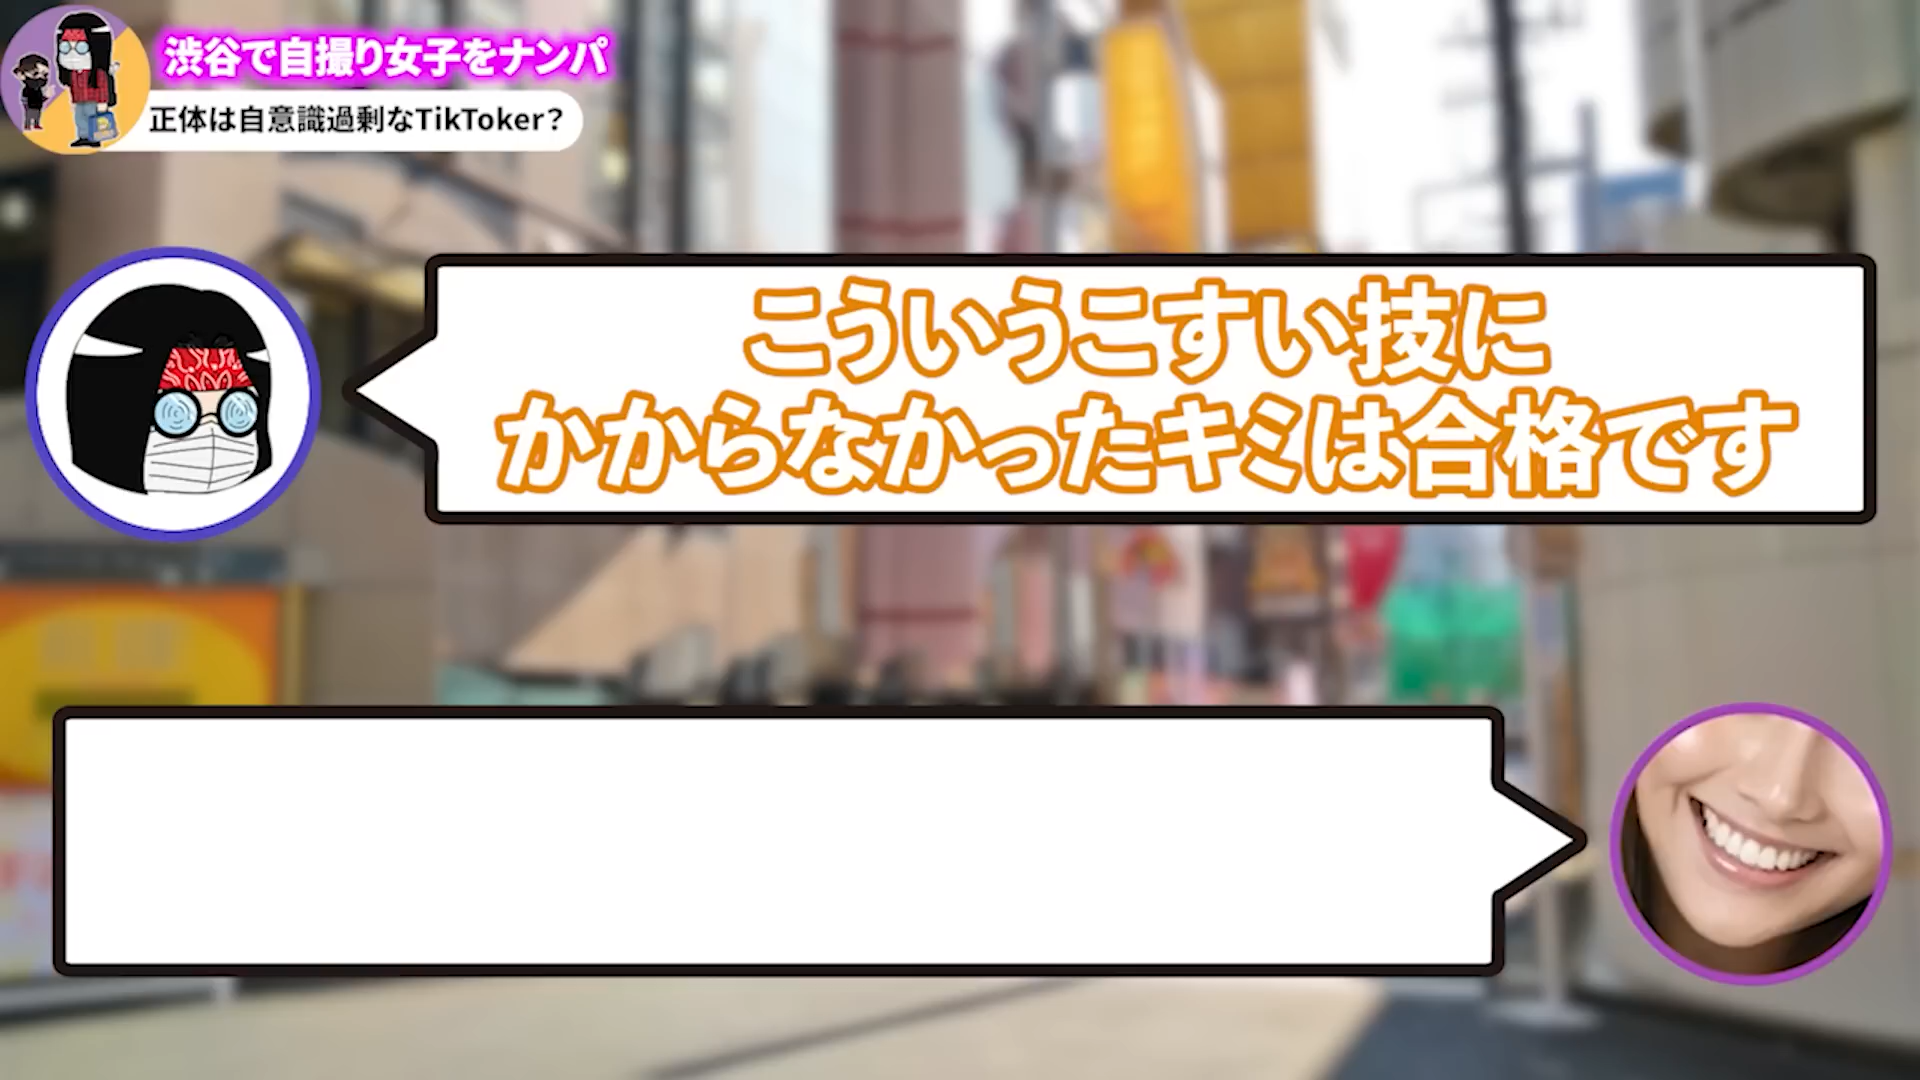 渋谷で自撮り女子をナンパ
正体は自意識過剰なTikToker？
こういうこすい技に
かからなかったキミは合格です